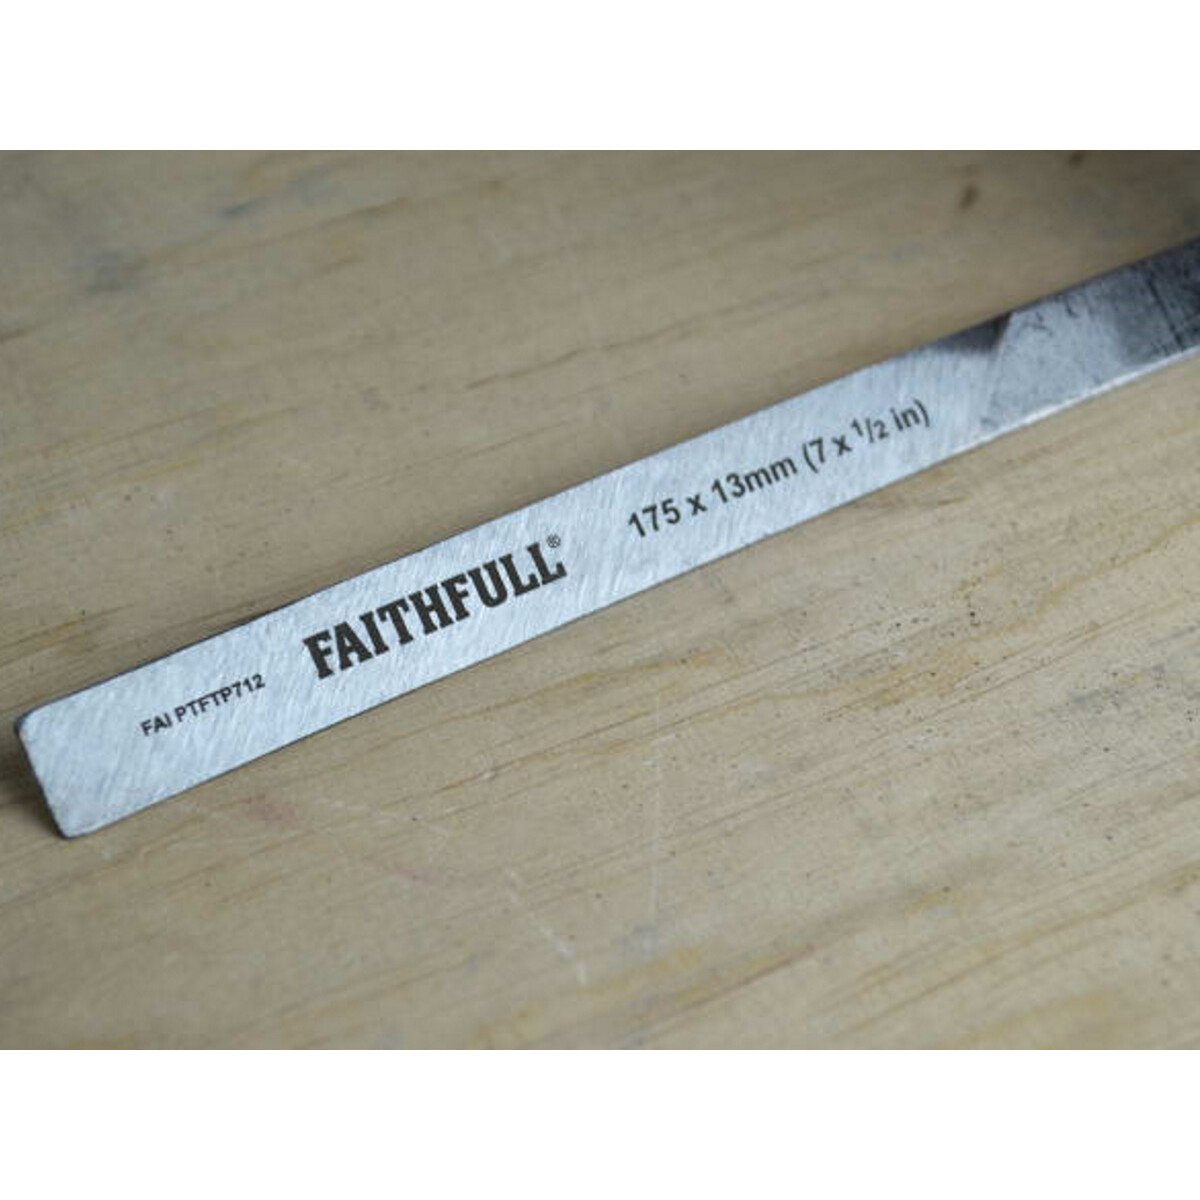 FAI PTFTP712
FAITHFULL®
175 x 13mm (7 x 1/2 in)